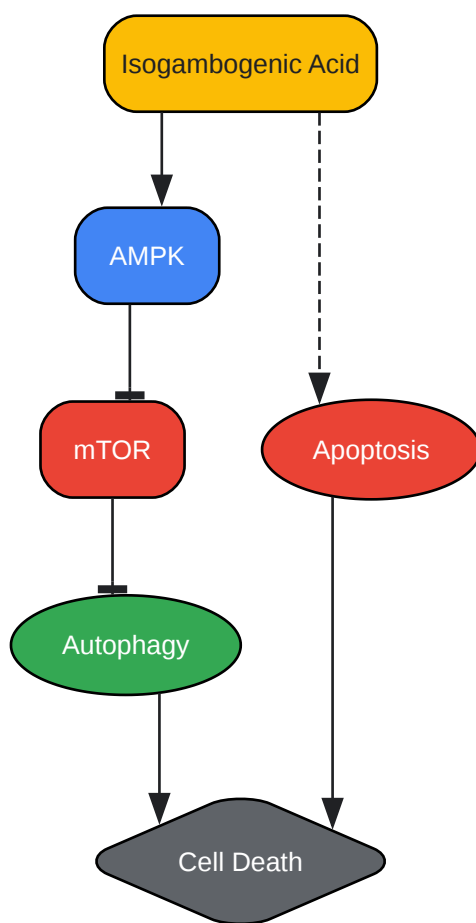 Isogambogenic Acid
AMPK
mTOR
Apoptosis
Autophagy
Cell Death